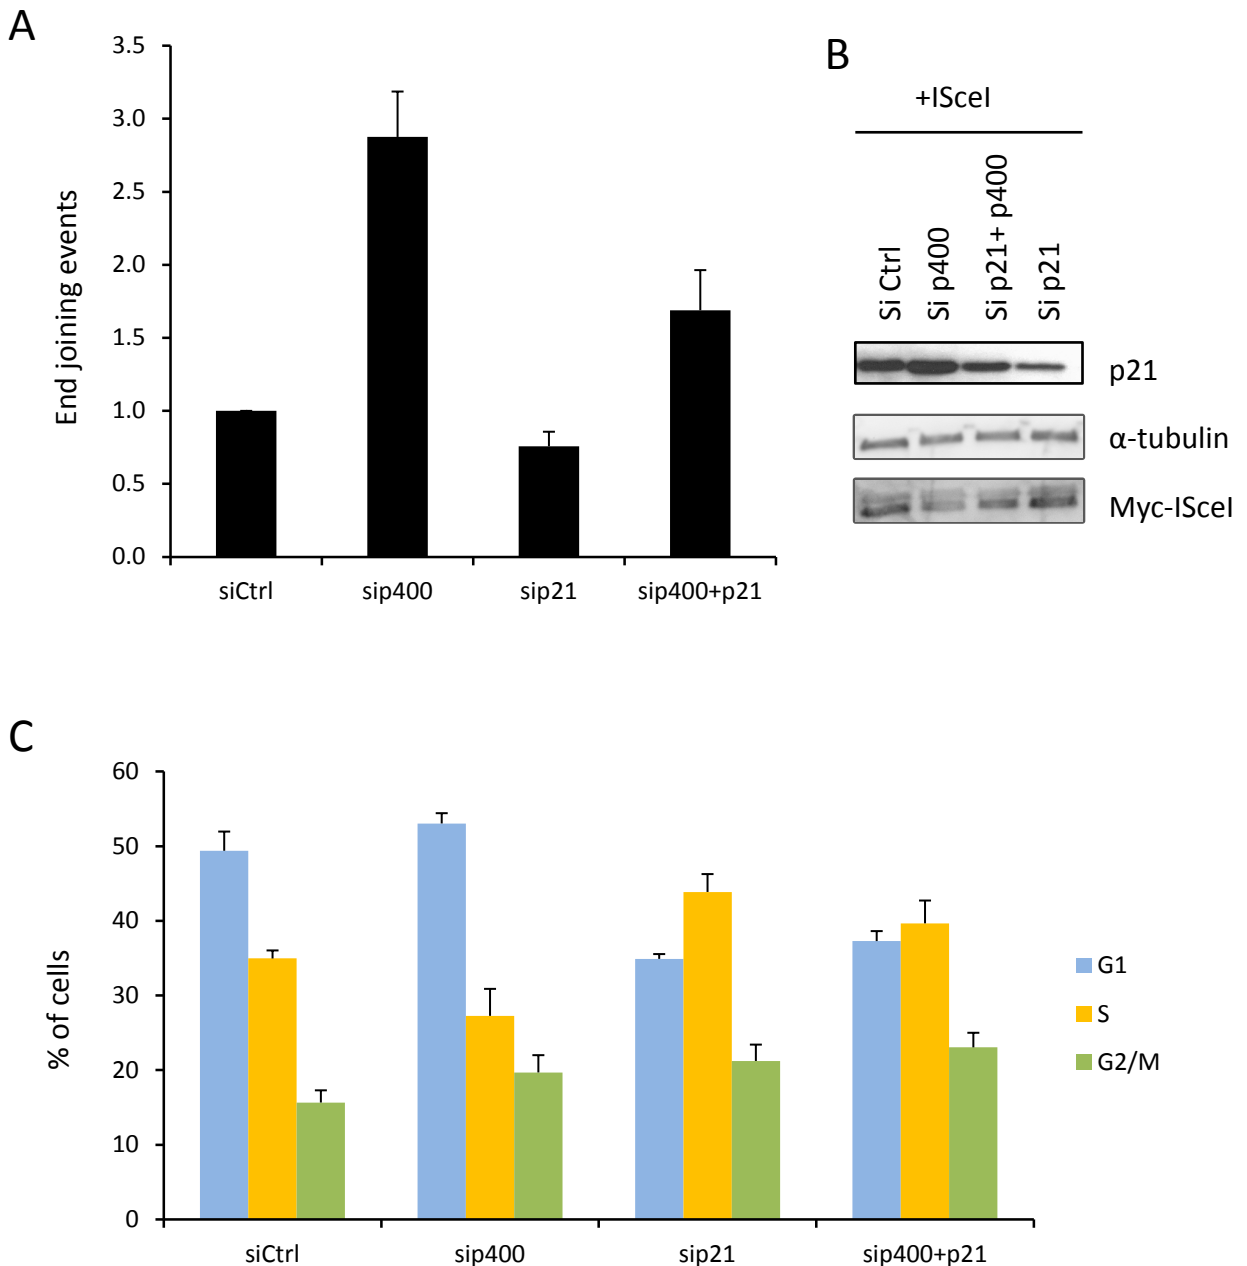 A
3.5
3.0
2.5
2.0
1.5
1.0
0.5
0.0
End joining events
siCtrl sip400 sip21 sip400+p21
B
+ISceI
Si Ctrl
Si p400
Si p21+ p400
Si p21
p21
α-tubulin
Myc-ISceI
C
60
50
40
30
20
10
0
% of cells
siCtrl sip400 sip21 sip400+p21
G1
S
G2/M